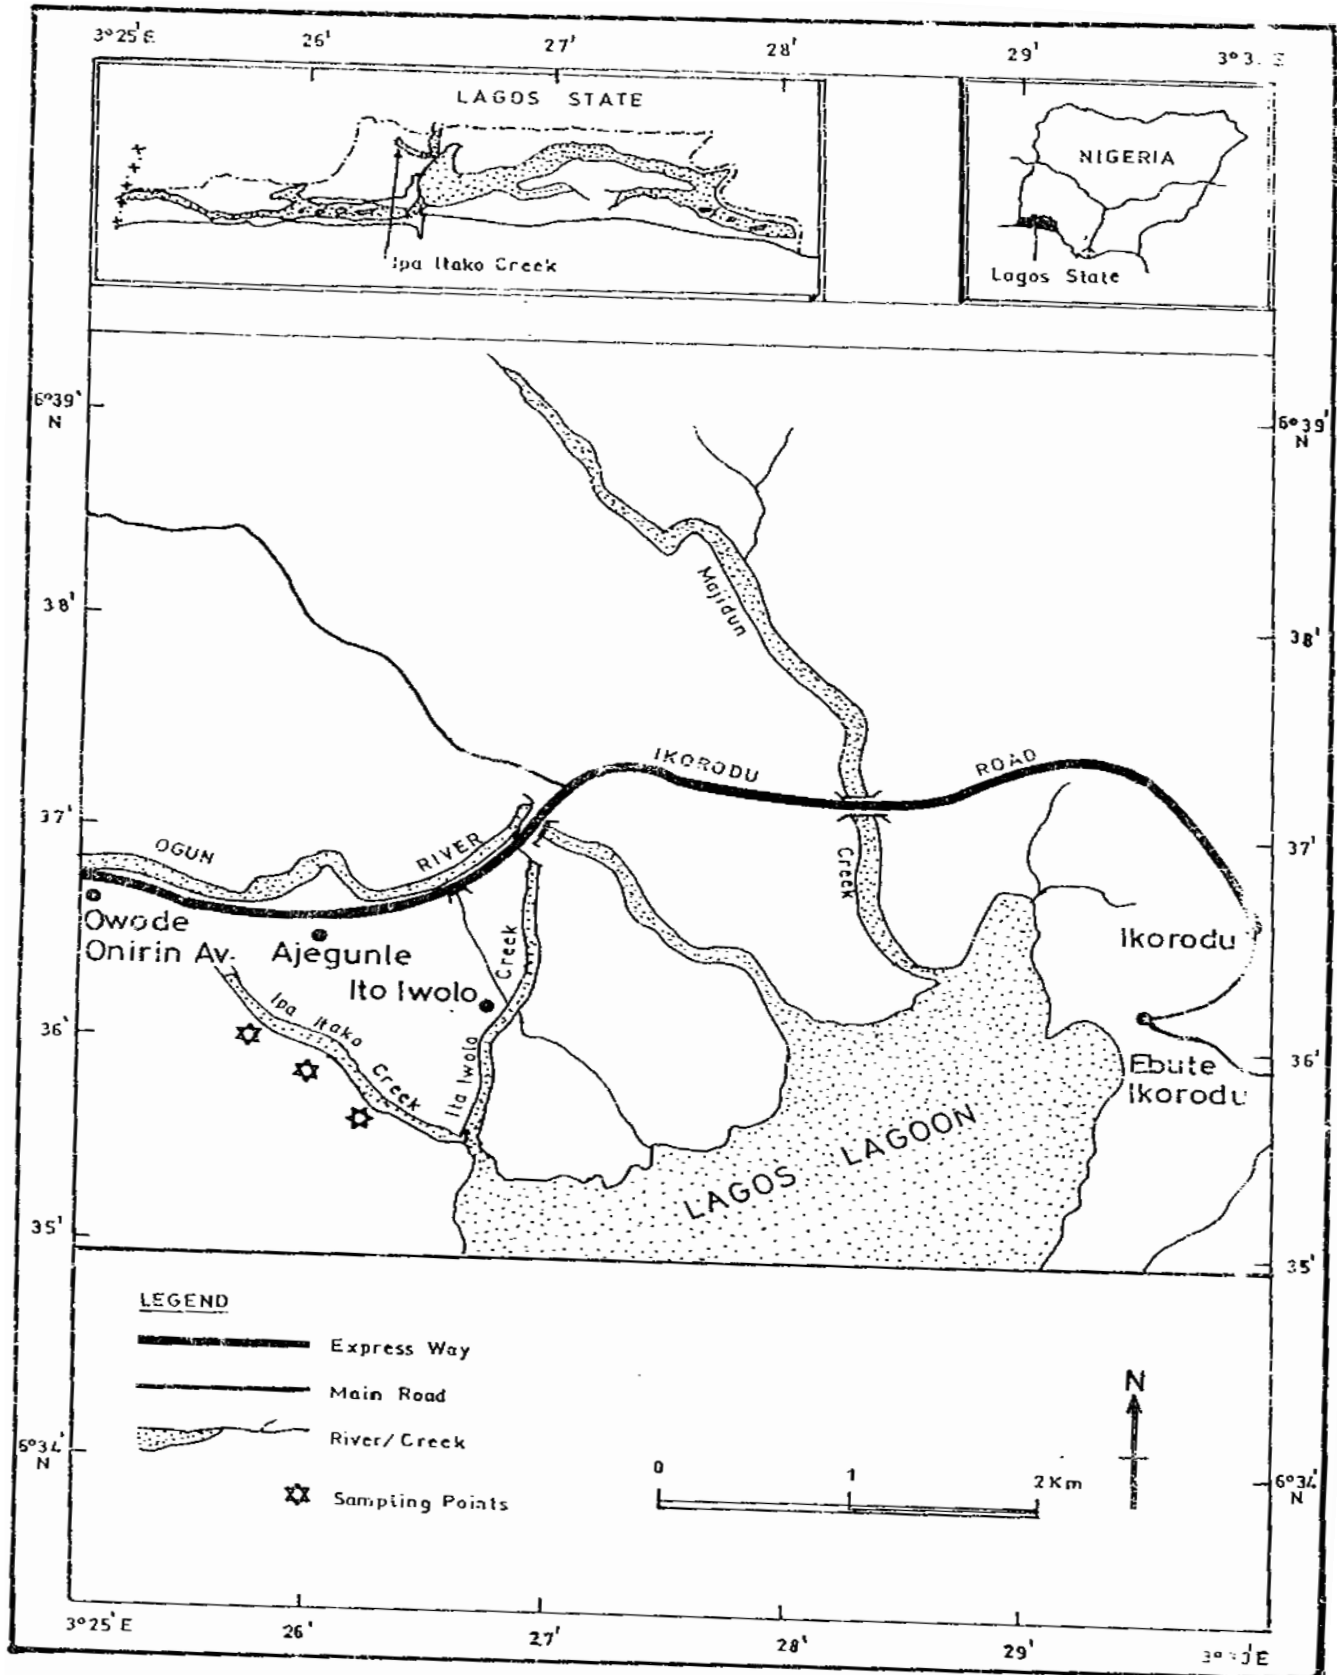 3°25'E 26' 27' 28' 29'
LAGOS STATE
Ipa Itako Creek
NIGERIA
Lagos State
6°39' N
6°39' N
Majidun
38'
38'
IKORODU ROAD
37'
37'
OGUN RIVER
Creek
Owode
Onirin Av.
Ajegunle
Ikorodu
Creek
Ito Iwolo
Ipa Itako Creek
Ita Iwolo
36'
36'
Ebute
Ikorodu
LAGOS LAGOON
35'
35'
LEGEND
Express Way
Main Road
River/Creek
Sampling Points
N
0 1 2Km
6°34' N
6°34' N
3°25'E 26' 27' 28' 29'